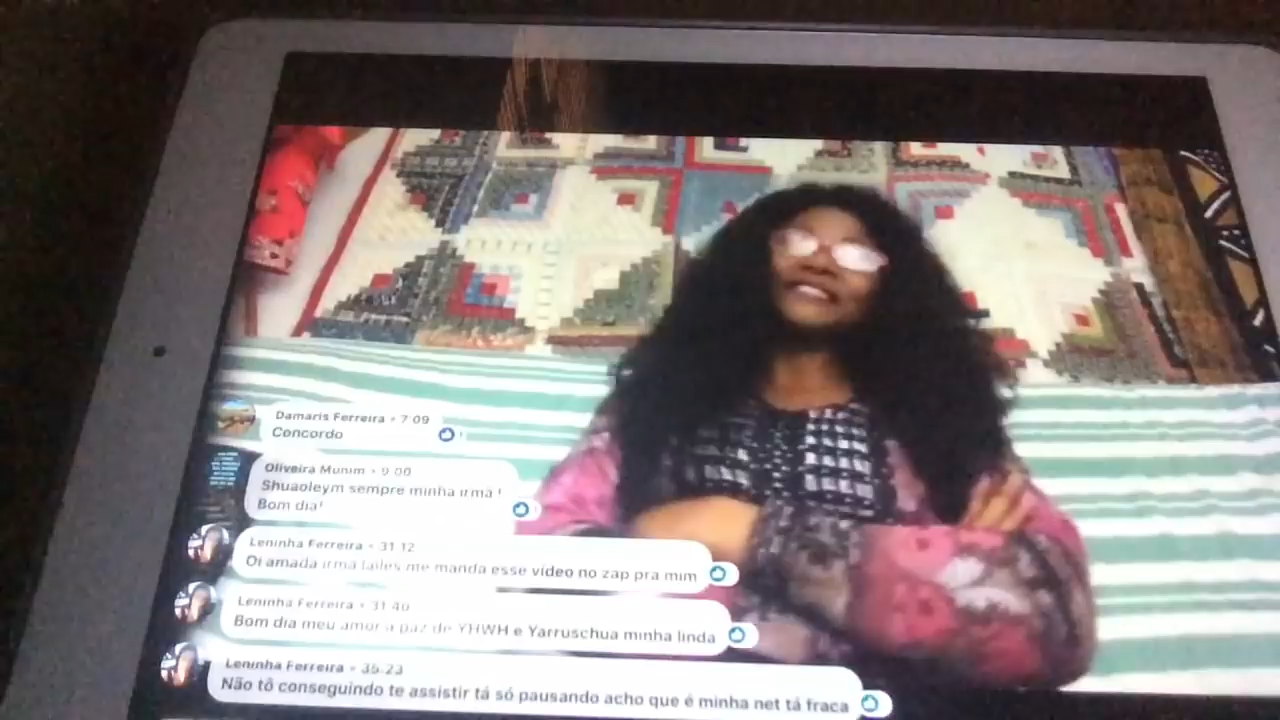 Damaris Ferreira • 7:09
Concordo
Oliveira Munim • 9:00
Shuaoleym sempre minha irmã !
Bom dia!
Leninha Ferreira • 31:12
Oi amada irmã me manda esse vídeo no zap pra mim
Leninha Ferreira • 31:40
Bom dia meu amor a paz de YHWH e Yarruschua minha linda
Leninha Ferreira • 35:23
Não tô conseguindo te assistir tá só pausando acho que é minha net tá fraca